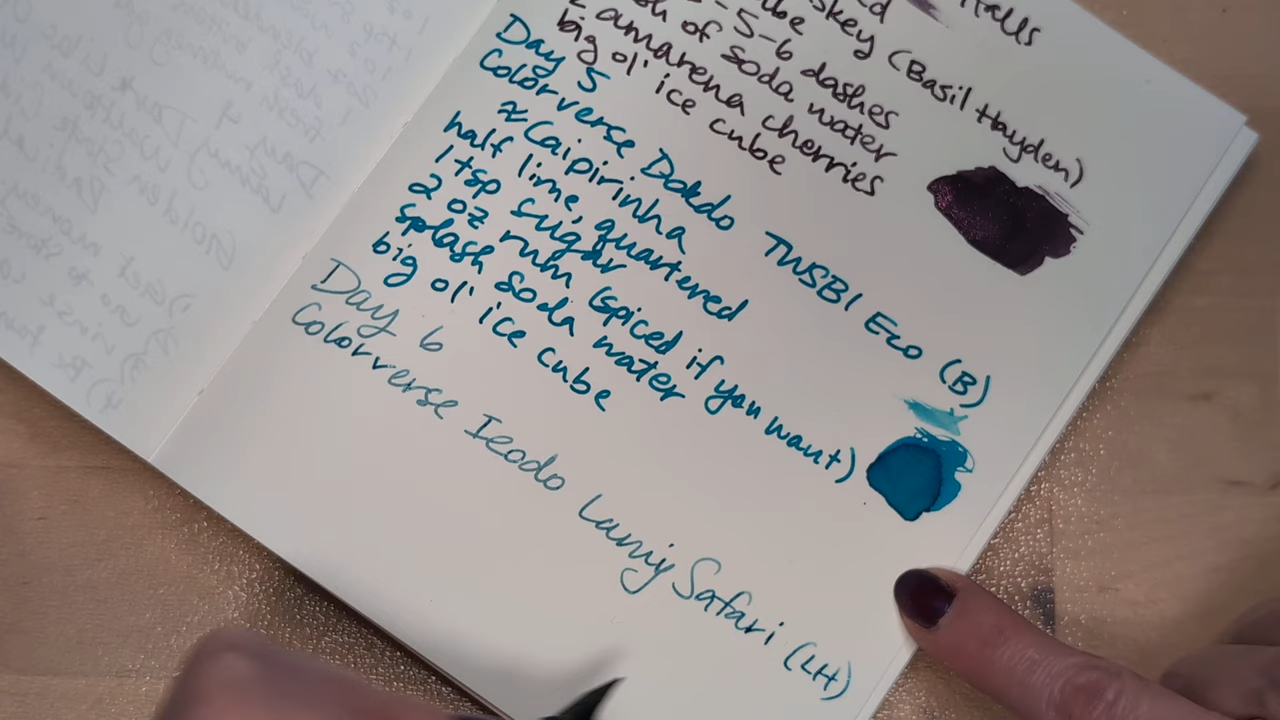 Halls
whiskey (Basil Hayden)
-5-6 dashes
of soda water
amarena cherries
big ol' ice cube
Day 5
Colorverse Dokdo TWSBI Eco (B)
≈ Caipirinha
half lime, quartered
1 tsp sugar
2 oz rum (spiced if you want)
splash soda water
big ol' ice cube
Day 6
Colorverse Ieodo Lamy Safari (LH)